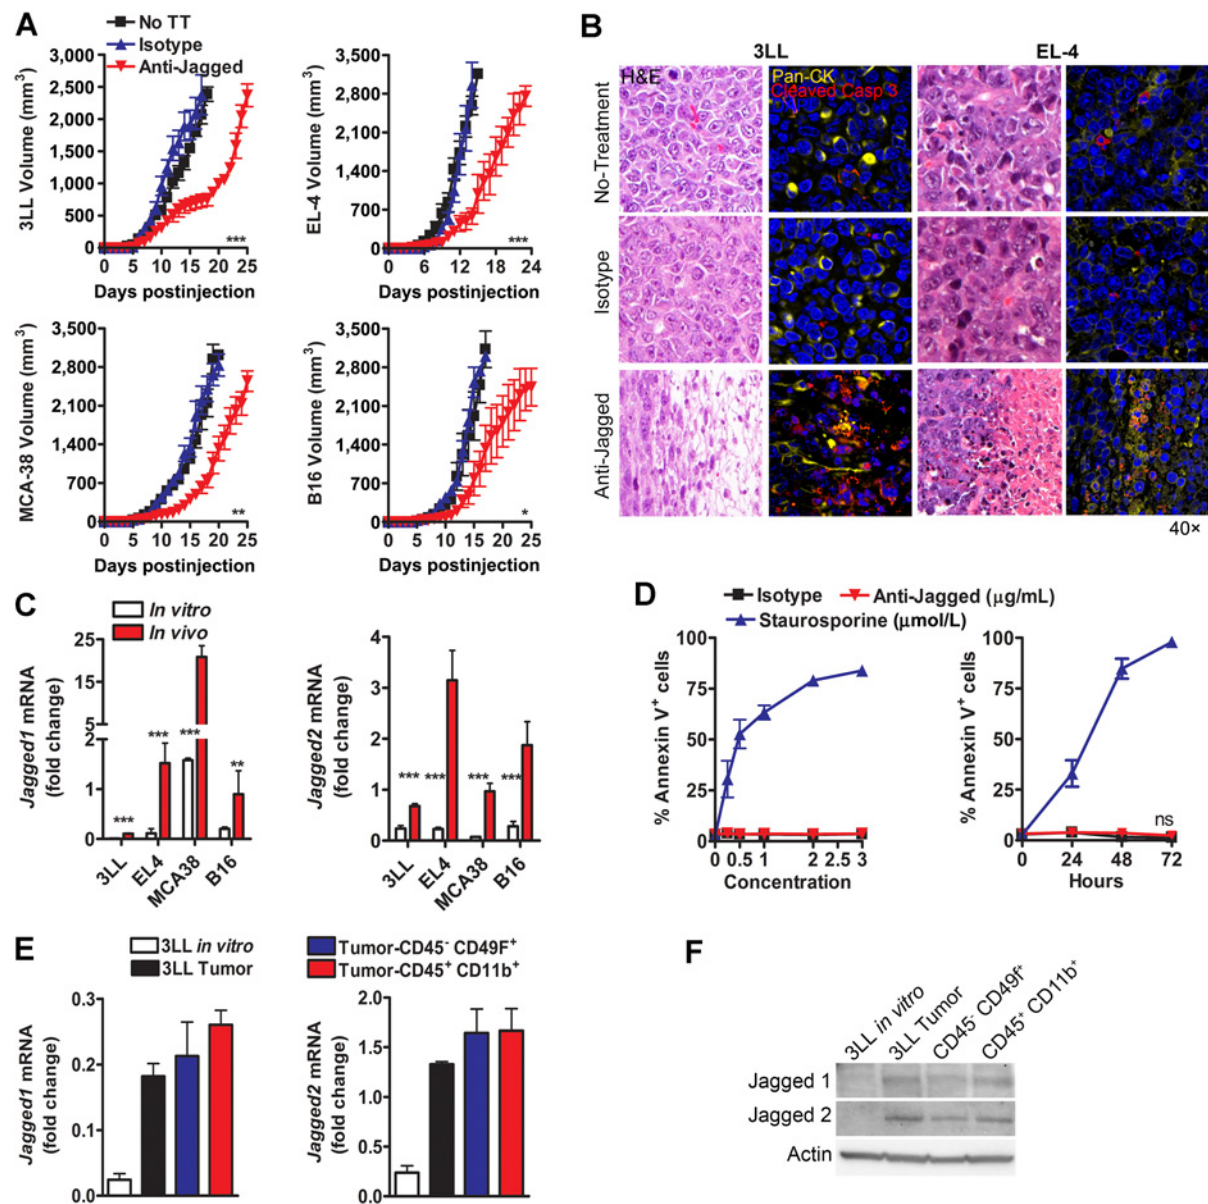 A
No TT
Isotype
Anti-Jagged
3LL Volume (mm3)
3,000
2,500
2,000
1,500
1,000
500
0
0 5 10 15 20 25
***
Days postinjection
EL-4 Volume (mm3)
3,500
2,800
2,100
1,400
700
0
0 6 12 18 24
***
Days postinjection
MCA-38 Volume (mm3)
3,500
2,800
2,100
1,400
700
0
0 5 10 15 20 25
**
Days postinjection
B16 Volume (mm3)
3,500
2,800
2,100
1,400
700
0
0 5 10 15 20 25
*
Days postinjection
B
3LL EL-4
H&E
Pan-CK
Cleaved Casp 3
No-Treatment
Isotype
Anti-Jagged
40×
C
In vitro
In vivo
Jagged1 mRNA
(fold change)
25
15
5
2
1
0
*** *** *** **
3LL EL4 MCA38 B16
Jagged2 mRNA
(fold change)
4
3
2
1
0
*** *** *** ***
3LL EL4 MCA38 B16
D
Isotype Anti-Jagged (µg/mL)
Staurosporine (µmol/L)
% Annexin V+ cells
100
75
50
25
0
0 0.5 1 2 2.5 3
Concentration
% Annexin V+ cells
100
75
50
25
0
ns
0 24 48 72
Hours
E
3LL in vitro
3LL Tumor
Tumor-CD45- CD49F+
Tumor-CD45+ CD11b+
Jagged1 mRNA
(fold change)
0.3
0.2
0.1
0.0
Jagged2 mRNA
(fold change)
2.0
1.5
1.0
0.5
0.0
F
3LL in vitro
3LL Tumor
CD45- CD49f+
CD45+ CD11b+
Jagged 1
Jagged 2
Actin